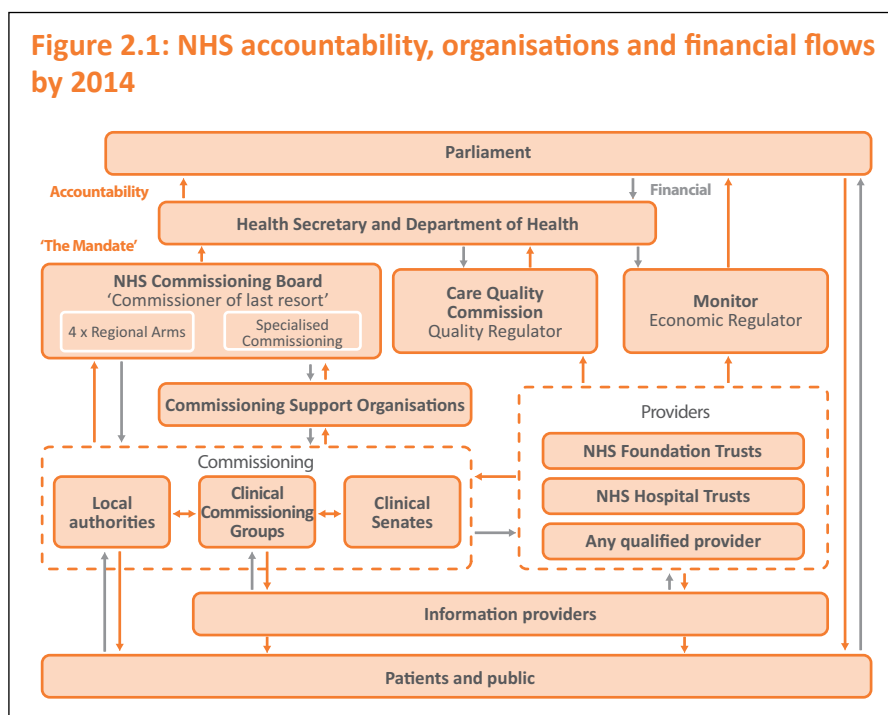 Figure 2.1: NHS accountability, organisations and financial flows
by 2014
Parliament
Accountability
Financial
Health Secretary and Department of Health
‘The Mandate’
NHS Commissioning Board
‘Commissioner of last resort’
4 x Regional Arms
Specialised
Commissioning
Care Quality
Commission
Quality Regulator
Monitor
Economic Regulator
Commissioning Support Organisations
Providers
NHS Foundation Trusts
NHS Hospital Trusts
Any qualified provider
Commissioning
Local
authorities
Clinical
Commissioning
Groups
Clinical
Senates
Information providers
Patients and public